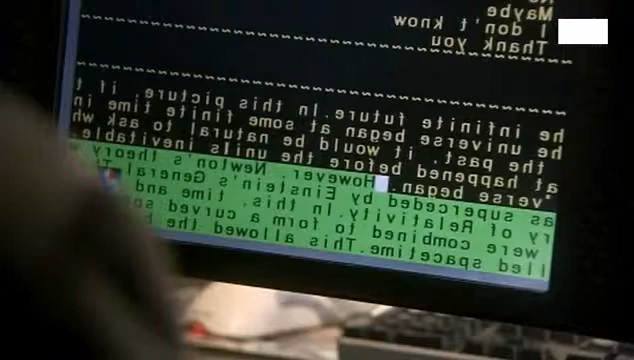 Maybe
I don't know
Thank you
he infinite future.In this picture, if t
he universe began at some finite time in
the past, it would be natural to ask wh
at happened before the unils inevitable.
"verse began. However, Newton's theory
as superceded by Einstein's General
ry of Relativity.In this, time and
were combined to form a curved
lled spacetime.This allowed the